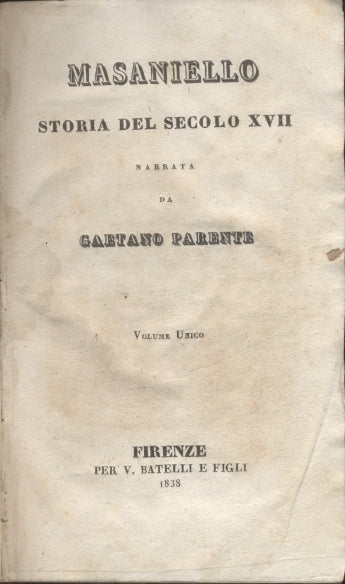 MASANIELLO
STORIA DEL SECOLO XVII
NARRATA
DA
GAETANO PARENTE
VOLUME UNICO
FIRENZE
PER V. BATELLI E FIGLI
1838